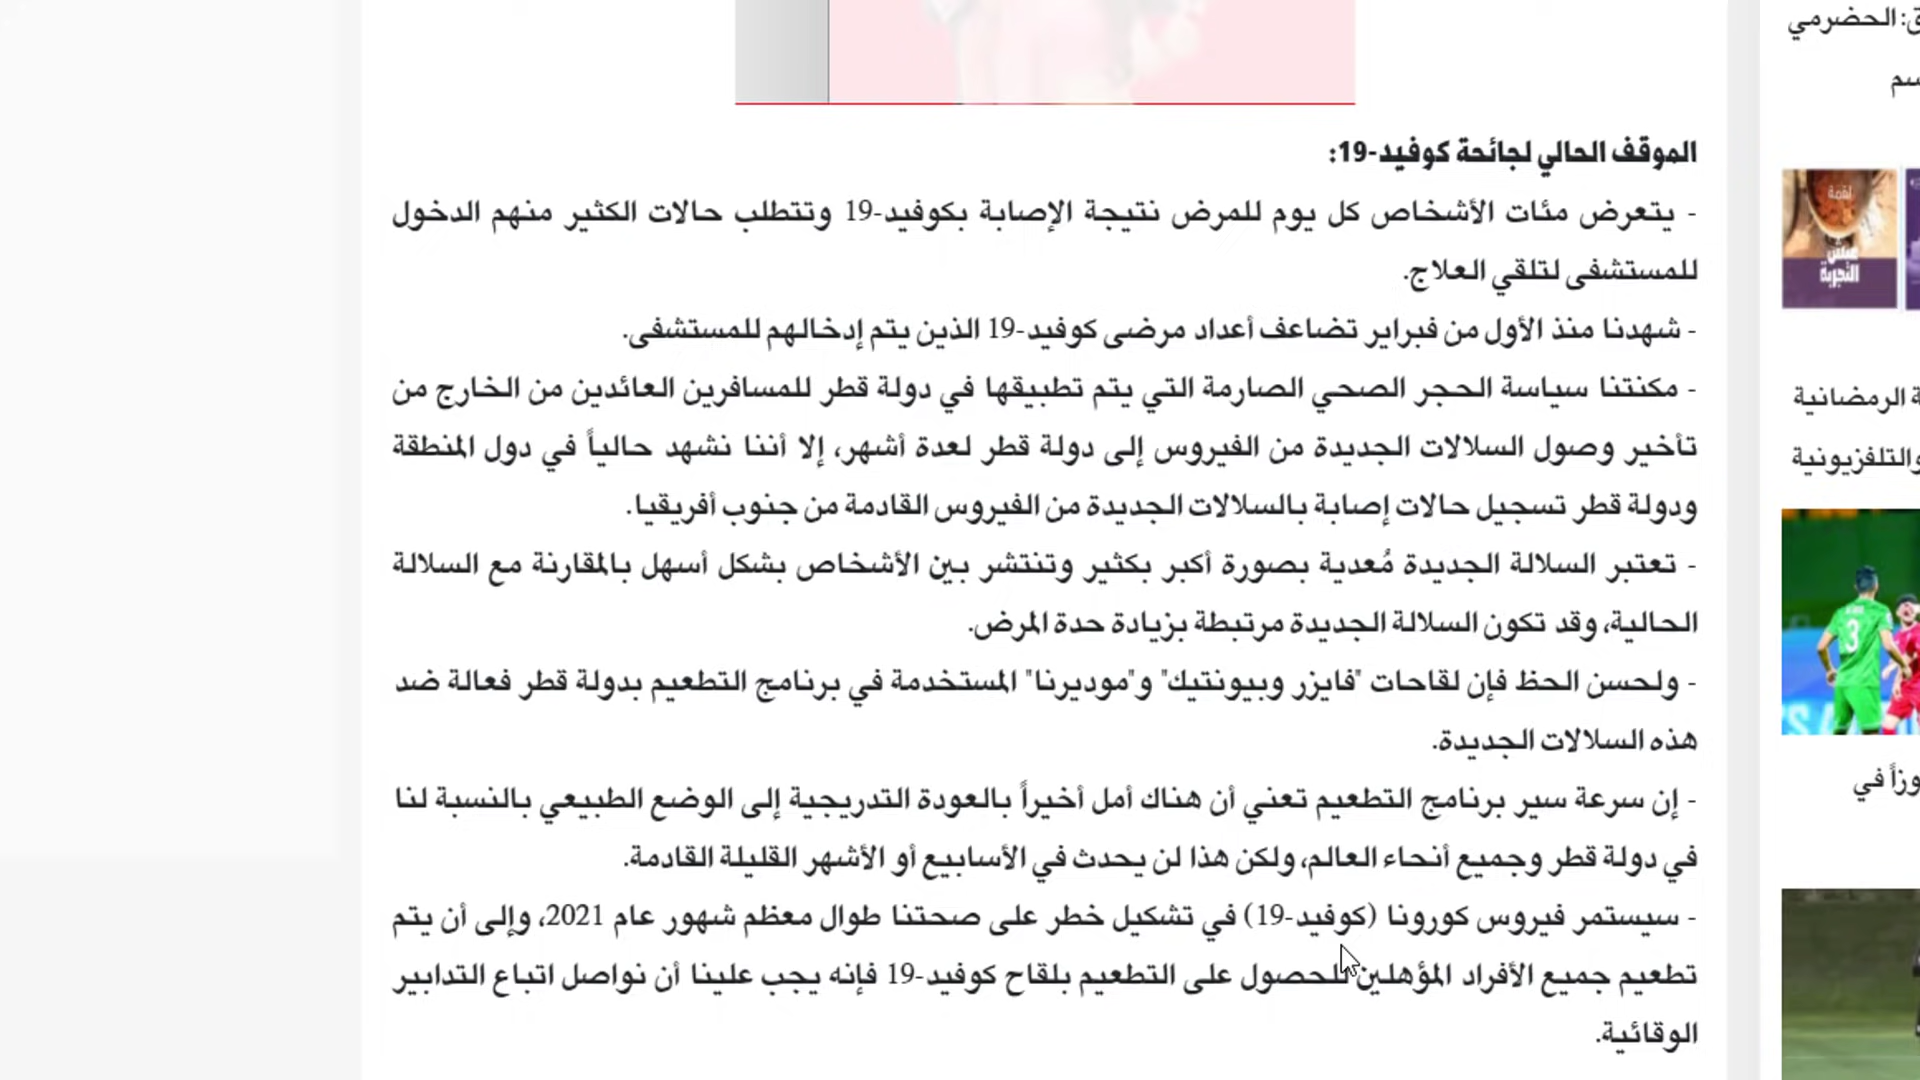 الموقف الحالي لجائحة كوفيد-19:
- يتعرض مئات الأشخاص كل يوم للمرض نتيجة الإصابة بكوفيد-19 وتتطلب حالات الكثير منهم الدخول
للمستشفى لتلقي العلاج.
- شهدنا منذ الأول من فبراير تضاعف أعداد مرضى كوفيد-19 الذين يتم إدخالهم للمستشفى.
- مكنتنا سياسة الحجر الصحي الصارمة التي يتم تطبيقها في دولة قطر للمسافرين العائدين من الخارج من
تأخير وصول السلالات الجديدة من الفيروس إلى دولة قطر لعدة أشهر، إلا أننا نشهد حالياً في دول المنطقة
ودولة قطر تسجيل حالات إصابة بالسلالات الجديدة من الفيروس القادمة من جنوب أفريقيا.
- تعتبر السلالة الجديدة مُعدية بصورة أكبر بكثير وتنتشر بين الأشخاص بشكل أسهل بالمقارنة مع السلالة
الحالية، وقد تكون السلالة الجديدة مرتبطة بزيادة حدة المرض.
- ولحسن الحظ فإن لقاحات "فايزر وبيونتيك" و"موديرنا" المستخدمة في برنامج التطعيم بدولة قطر فعالة ضد
هذه السلالات الجديدة.
- إن سرعة سير برنامج التطعيم تعني أن هناك أمل أخيراً بالعودة التدريجية إلى الوضع الطبيعي بالنسبة لنا
في دولة قطر وجميع أنحاء العالم، ولكن هذا لن يحدث في الأسابيع أو الأشهر القليلة القادمة.
- سيستمر فيروس كورونا (كوفيد-19) في تشكيل خطر على صحتنا طوال معظم شهور عام 2021، وإلى أن يتم
تطعيم جميع الأفراد المؤهلين للحصول على التطعيم بلقاح كوفيد-19 فإنه يجب علينا أن نواصل اتباع التدابير
الوقائية.
ق: الحضرمي
لقمة
التجربة
الرمضانية
والتلفزيونية
في
3